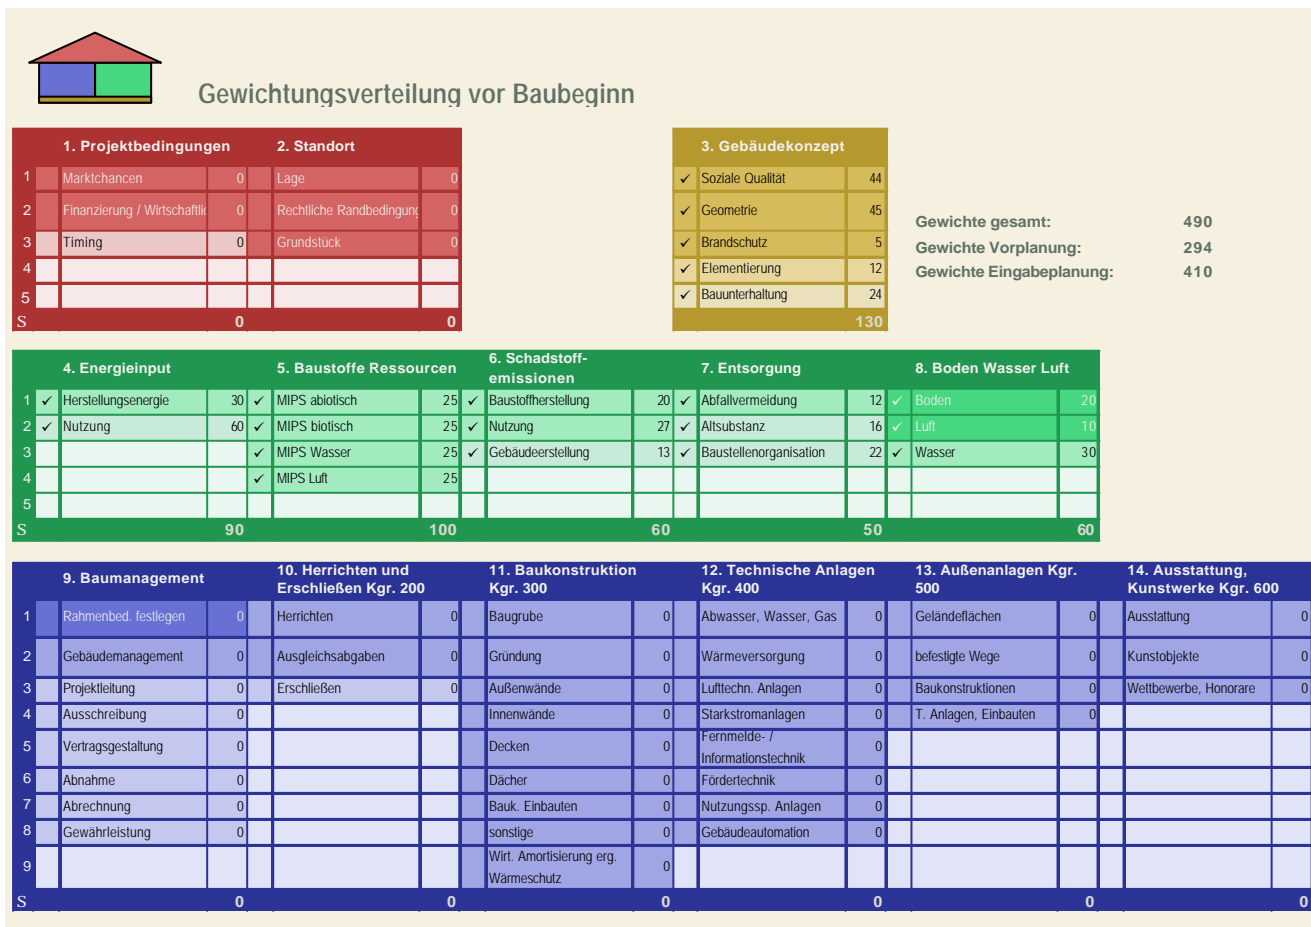 Gewichtungsverteilung vor Baubeginn
1. Projektbedingungen 2. Standort
1 Marktchancen 0 Lage 0
2 Finanzierung / Wirtschaftlic 0 Rechtliche Randbedingung 0
3 Timing 0 Grundstück 0
4
5
S 0 0
3. Gebäudekonzept
✓ Soziale Qualität 44
✓ Geometrie 45
✓ Brandschutz 5
✓ Elementierung 12
✓ Bauunterhaltung 24
130
Gewichte gesamt: 490
Gewichte Vorplanung: 294
Gewichte Eingabeplanung: 410
4. Energieinput 5. Baustoffe Ressourcen 6. Schadstoff-
emissionen 7. Entsorgung 8. Boden Wasser Luft
1 ✓ Herstellungsenergie 30 ✓ MIPS abiotisch 25 ✓ Baustoffherstellung 20 ✓ Abfallvermeidung 12 ✓ Boden 20
2 ✓ Nutzung 60 ✓ MIPS biotisch 25 ✓ Nutzung 27 ✓ Altsubstanz 16 ✓ Luft 10
3 ✓ MIPS Wasser 25 ✓ Gebäudeerstellung 13 ✓ Baustellenorganisation 22 ✓ Wasser 30
4 ✓ MIPS Luft 25
5
S 90 100 60 50 60
9. Baumanagement 10. Herrichten und
Erschließen Kgr. 200 11. Baukonstruktion
Kgr. 300 12. Technische Anlagen
Kgr. 400 13. Außenanlagen Kgr.
500 14. Ausstattung,
Kunstwerke Kgr. 600
1 Rahmenbed. festlegen 0 Herrichten 0 Baugrube 0 Abwasser, Wasser, Gas 0 Geländeflächen 0 Ausstattung 0
2 Gebäudemanagement 0 Ausgleichsabgaben 0 Gründung 0 Wärmeversorgung 0 befestigte Wege 0 Kunstobjekte 0
3 Projektleitung 0 Erschließen 0 Außenwände 0 Lufttechn. Anlagen 0 Baukonstruktionen 0 Wettbewerbe, Honorare 0
4 Ausschreibung 0 Innenwände 0 Starkstromanlagen 0 T. Anlagen, Einbauten 0
5 Vertragsgestaltung 0 Decken 0 Fernmelde- /
Informationstechnik 0
6 Abnahme 0 Dächer 0 Fördertechnik 0
7 Abrechnung 0 Bauk. Einbauten 0 Nutzungssp. Anlagen 0
8 Gewährleistung 0 sonstige 0 Gebäudeautomation 0
9 Wirt. Amortisierung erg.
Wärmeschutz 0
S 0 0 0 0 0 0